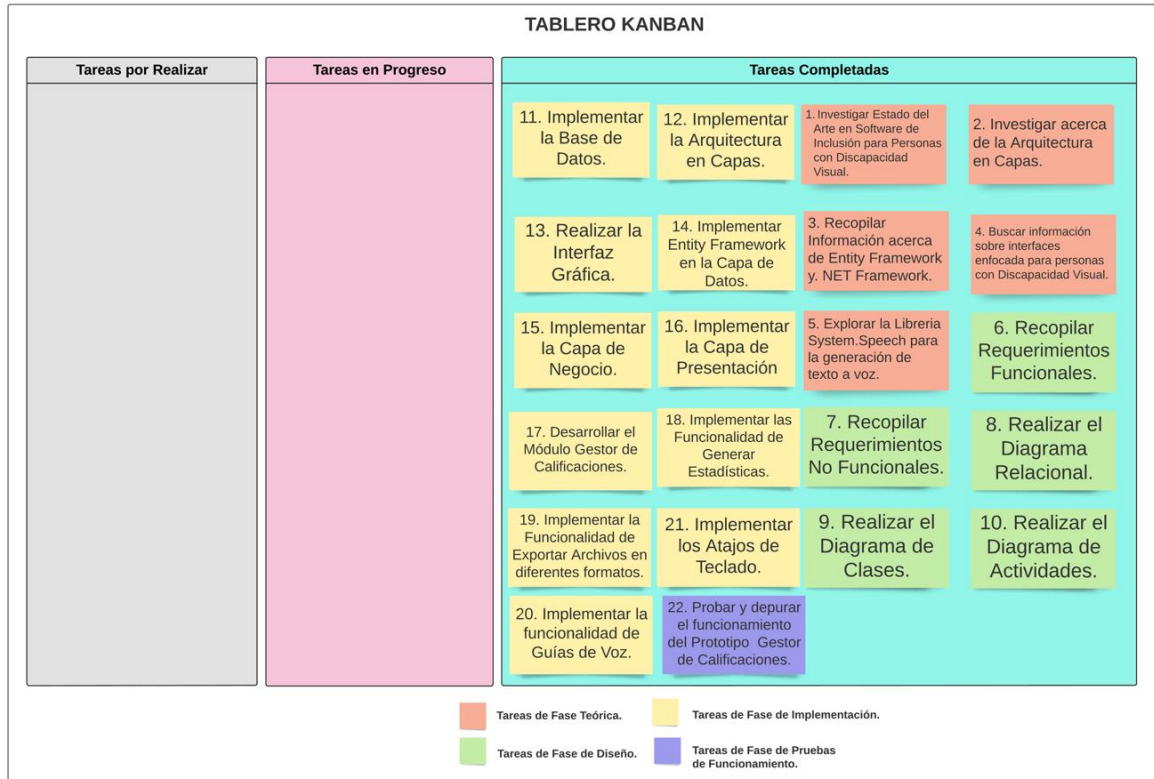 TABLERO KANBAN
Tareas por Realizar
Tareas en Progreso
Tareas Completadas
11. Implementar
la Base de
Datos.
12. Implementar
la Arquitectura
en Capas.
1. Investigar Estado del
Arte en Software de
Inclusión para Personas
con Discapacidad
Visual.
2. Investigar acerca
de la Arquitectura
en Capas.
13. Realizar la
Interfaz
Gráfica.
14. Implementar
Entity Framework
en la Capa de
Datos.
3. Recopilar
Información acerca
de Entity Framework
y. NET Framework.
4. Buscar información
sobre interfaces
enfocada para personas
con Discapacidad Visual.
15. Implementar
la Capa de
Negocio.
16. Implementar
la Capa de
Presentación
5. Explorar la Libreria
System.Speech para
la generación de
texto a voz.
6. Recopilar
Requerimientos
Funcionales.
17. Desarrollar el
Módulo Gestor de
Calificaciones.
18. Implementar las
Funcionalidad de
Generar
Estadísticas.
7. Recopilar
Requerimientos
No Funcionales.
8. Realizar el
Diagrama
Relacional.
19. Implementar la
Funcionalidad de
Exportar Archivos en
diferentes formatos.
21. Implementar
los Atajos de
Teclado.
9. Realizar el
Diagrama de
Clases.
10. Realizar el
Diagrama de
Actividades.
20. Implementar la
funcionalidad de
Guías de Voz.
22. Probar y depurar
el funcionamiento
del Prototipo Gestor
de Calificaciones.
Tareas de Fase Teórica.
Tareas de Fase de Implementación.
Tareas de Fase de Diseño.
Tareas de Fase de Pruebas
de Funcionamiento.